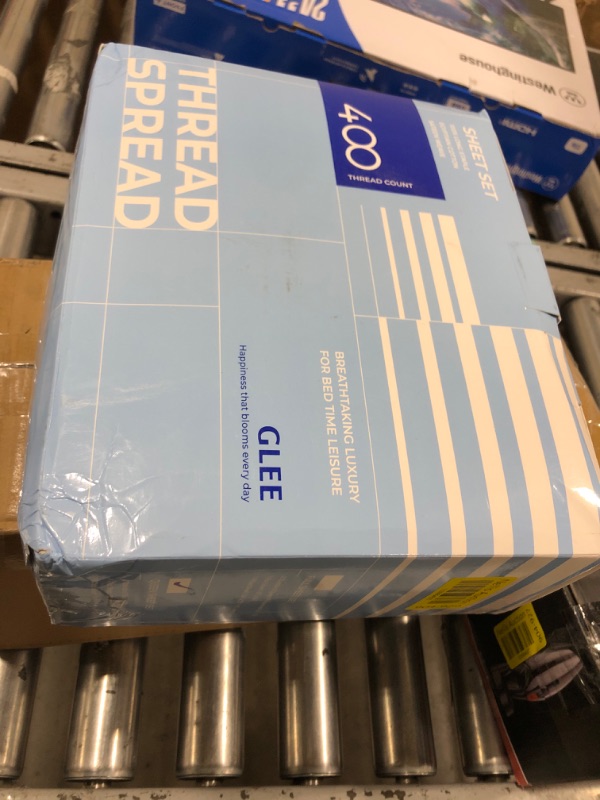 THREAD
SPREAD
400
THREAD COUNT
SHEET SET
BREATHTAKING LUXURY
FOR BED TIME LEISURE
GLEE
Happiness that blooms every day
Westinghouse
HDMI